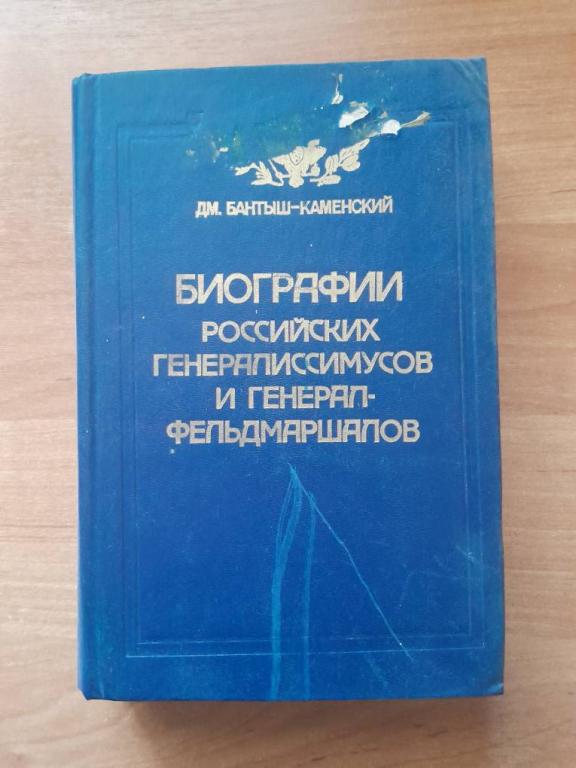 ДМ. БАНТЫШ-КАМЕНСКИЙ
БИОГРАФИИ
РОССИЙСКИХ
ГЕНЕРАЛИССИМУСОВ
И ГЕНЕРАЛ-
ФЕЛЬДМАРШАЛОВ